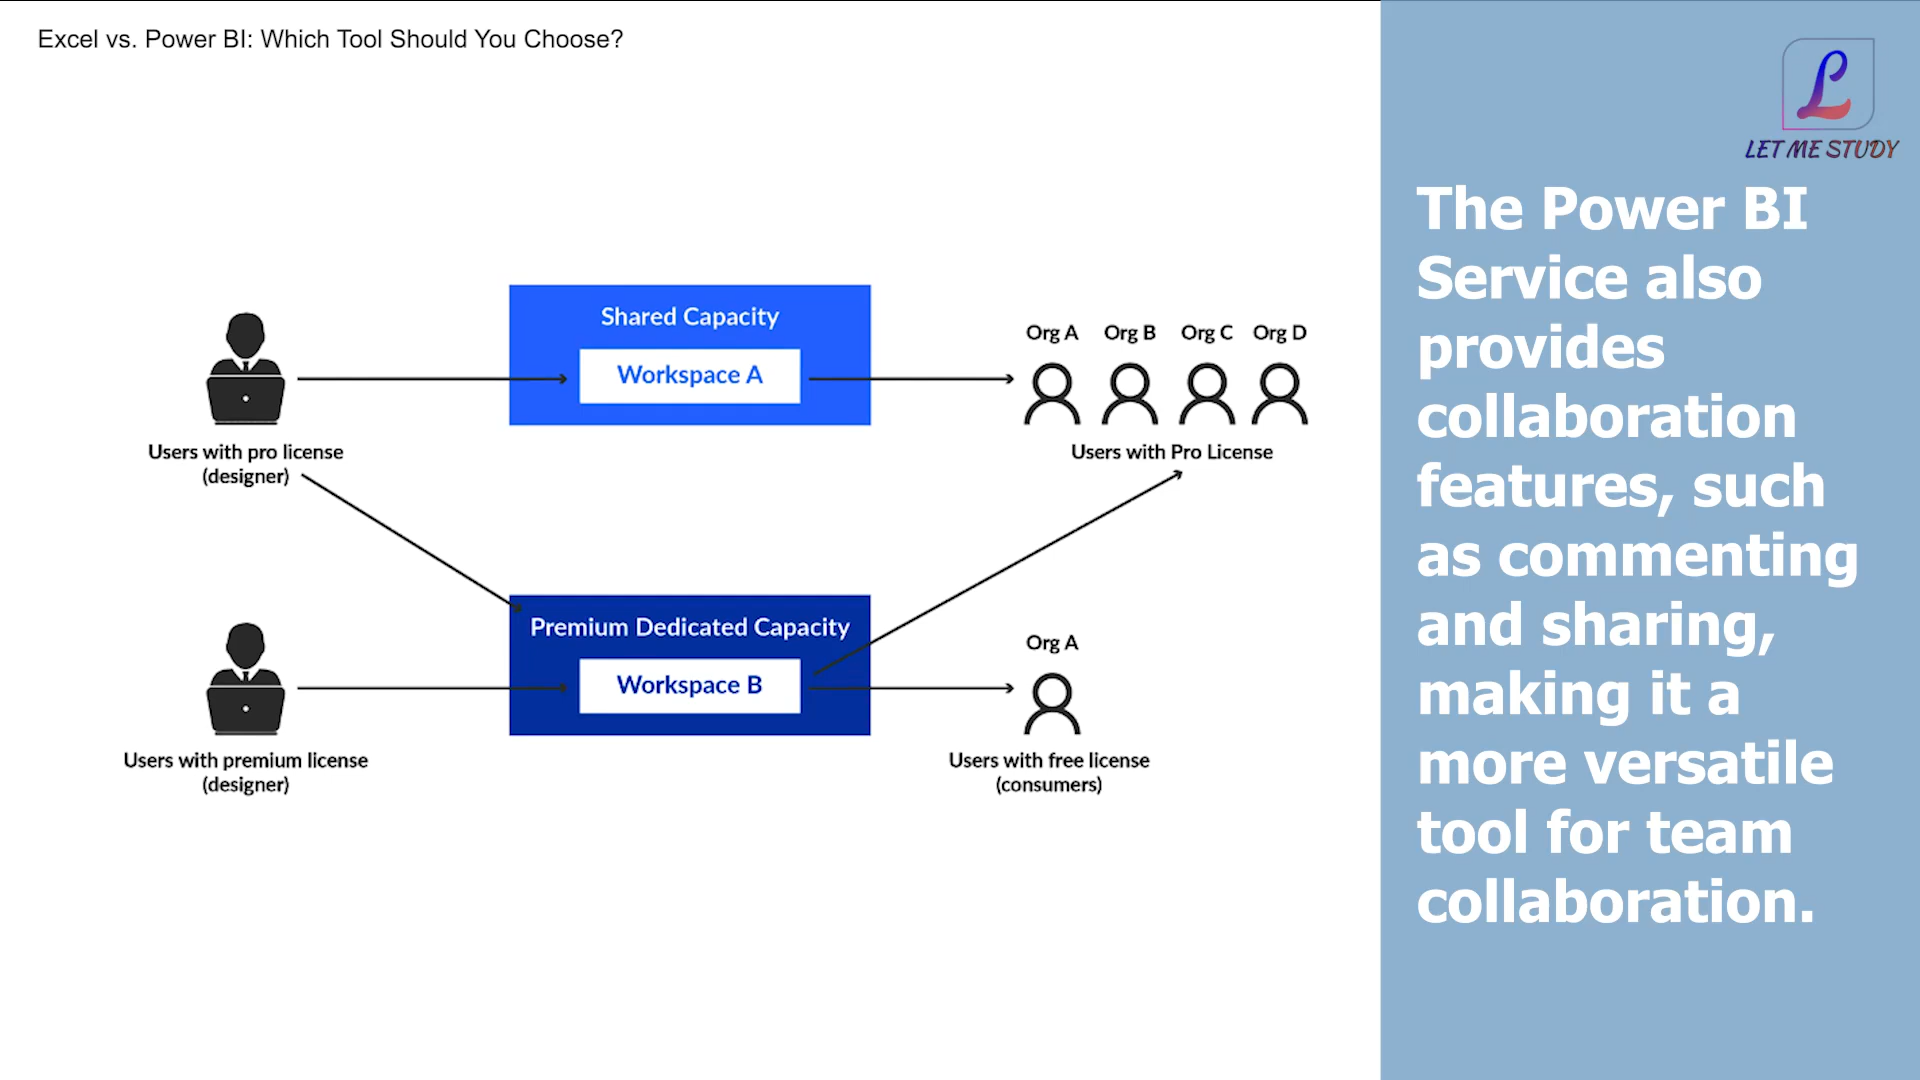 Excel vs. Power BI: Which Tool Should You Choose?
Shared Capacity
Workspace A
Org A Org B Org C Org D
Users with pro license
(designer)
Users with Pro License
Premium Dedicated Capacity
Workspace B
Org A
Users with premium license
(designer)
Users with free license
(consumers)
L
LET ME STUDY
The Power BI
Service also
provides
collaboration
features, such
as commenting
and sharing,
making it a
more versatile
tool for team
collaboration.